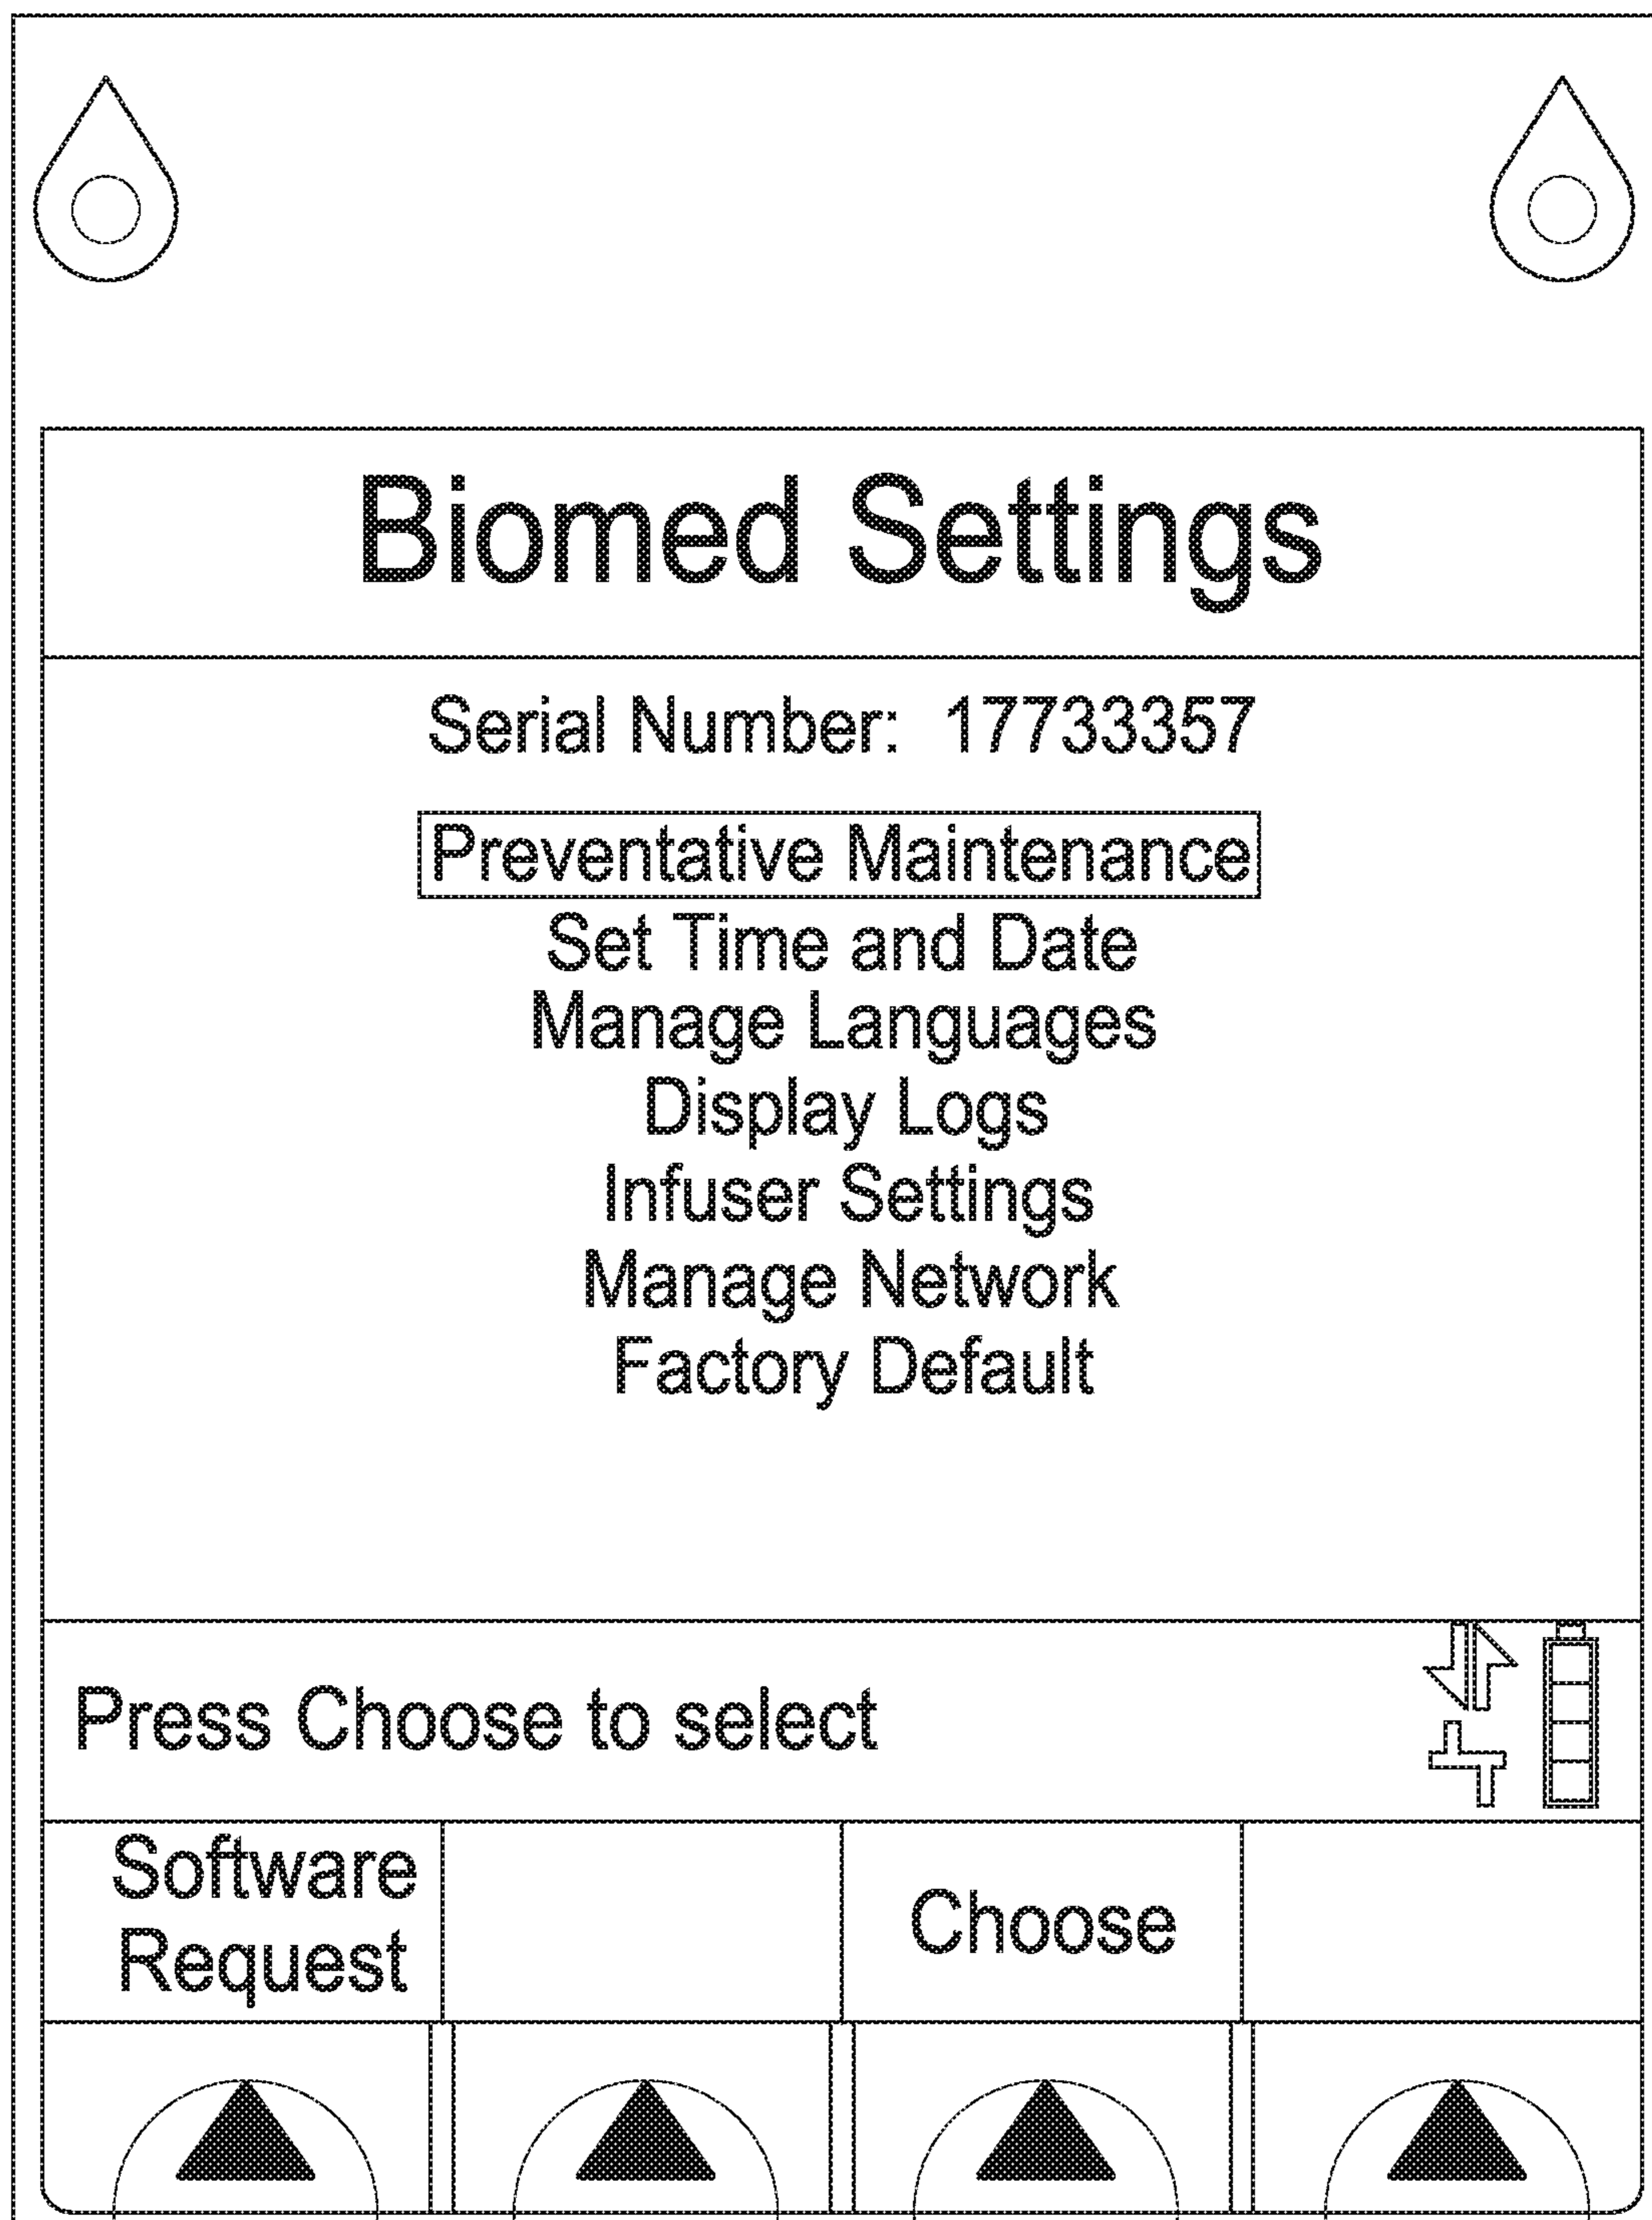 Biomed Settings
Serial Number: 17733357
Preventative Maintenance
Set Time and Date
Manage Languages
Display Logs
Infuser Settings
Manage Network
Factory Default
Press Choose to select
Software
Request
Choose